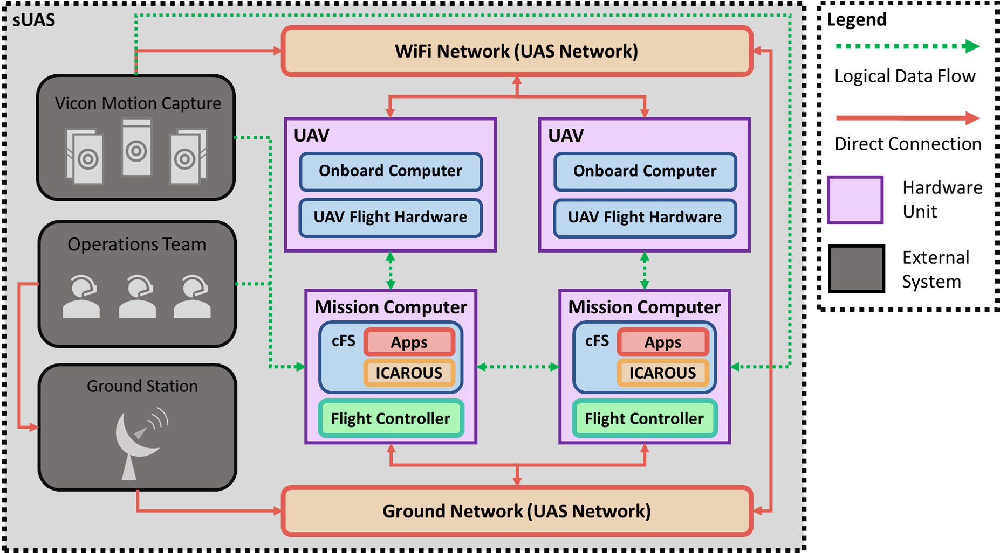 sUAS
WiFi Network (UAS Network)
Vicon Motion Capture
UAV
Onboard Computer
UAV Flight Hardware
UAV
Onboard Computer
UAV Flight Hardware
Operations Team
Mission Computer
cFS
Apps
ICAROUS
Flight Controller
Mission Computer
cFS
Apps
ICAROUS
Flight Controller
Ground Station
Ground Network (UAS Network)
Legend
Logical Data Flow
Direct Connection
Hardware
Unit
External
System